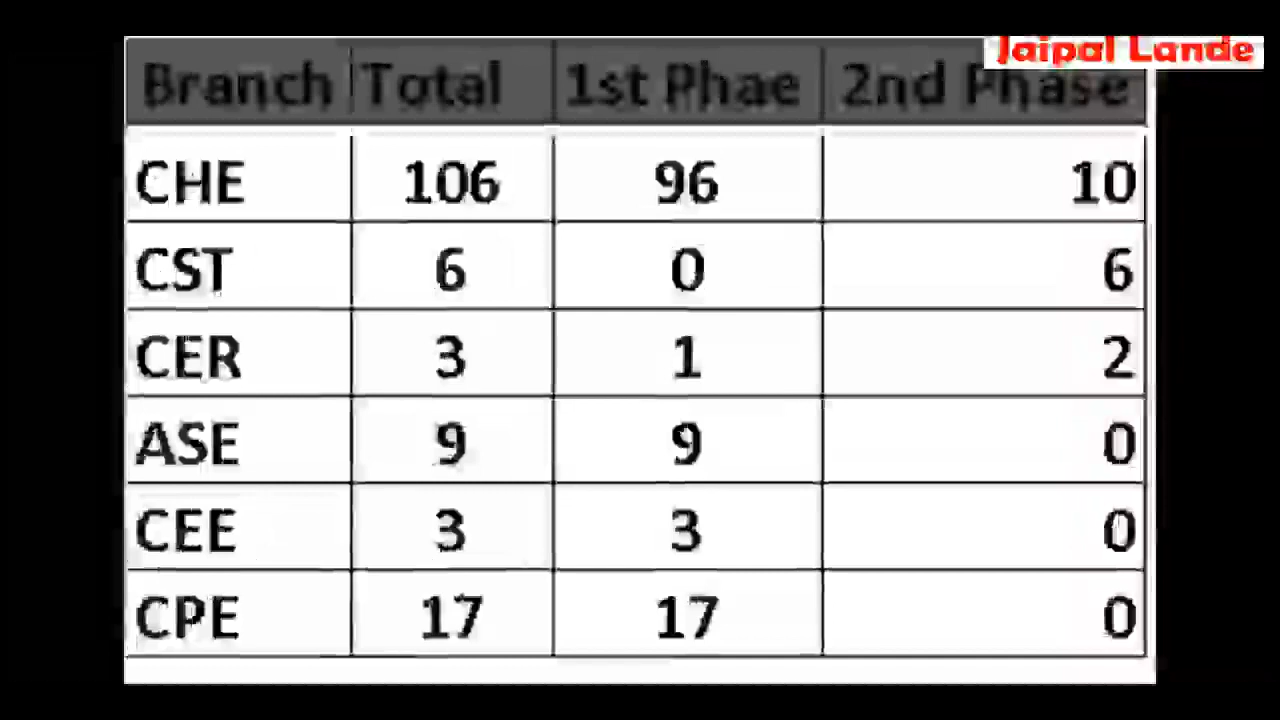 Jaipal Lande
Branch Total 1st Phae 2nd Phase
CHE 106 96 10
CST 6 0 6
CER 3 1 2
ASE 9 9 0
CEE 3 3 0
CPE 17 17 0